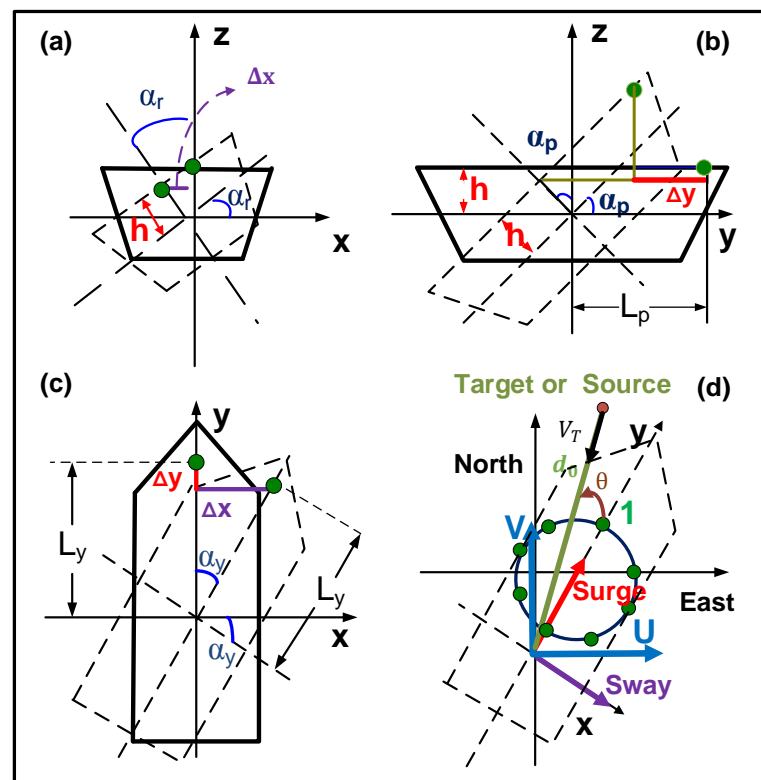 (a)
z
Δx
αr
h
αr
x
(b)
z
αp
h
αp
Δy
h
y
Lp
(c)
y
Δy
Δx
Ly
αy
Ly
x
αy
(d)
Target or Source
VT
y
North
d0
θ
1
V
Surge
East
U
Sway
x